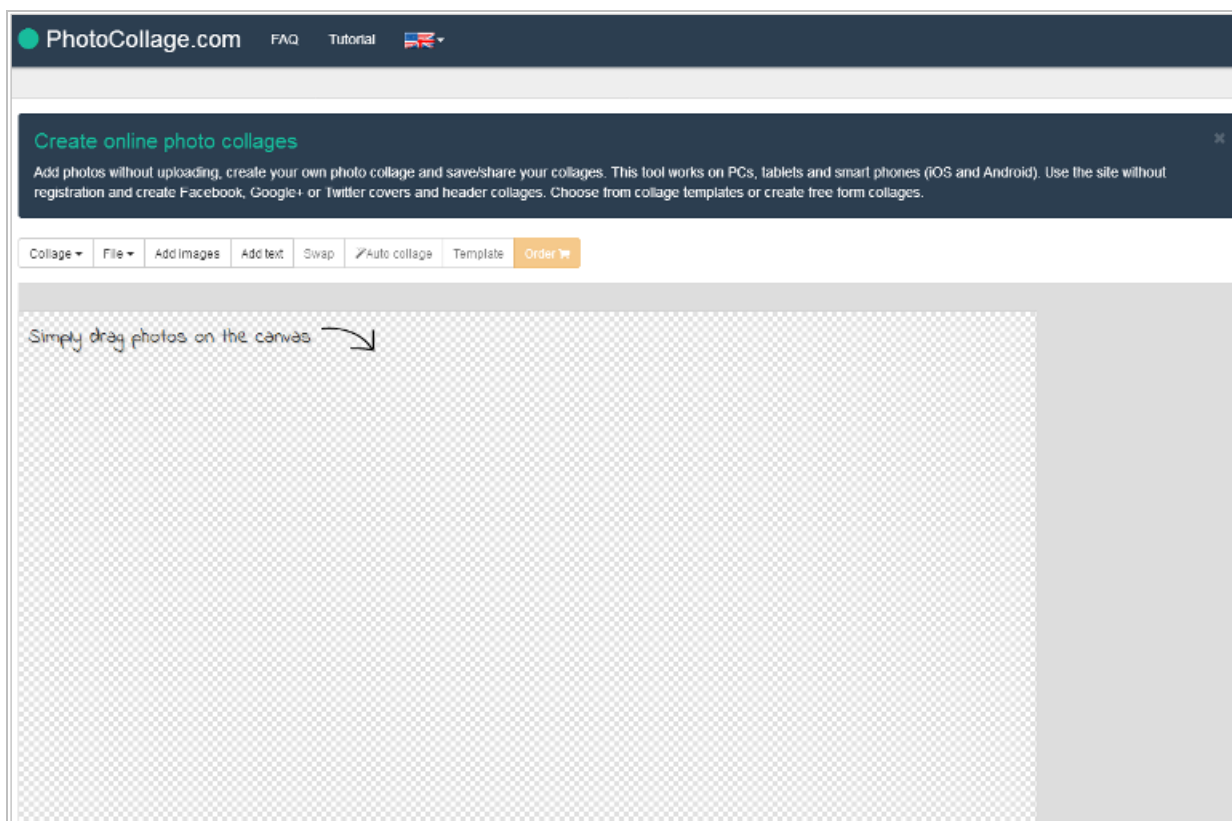 PhotoCollage.com FAQ Tutorial
Create online photo collages
Add photos without uploading, create your own photo collage and save/share your collages. This tool works on PCs, tablets and smart phones (iOS and Android). Use the site without
registration and create Facebook, Google+ or Twitter covers and header collages. Choose from collage templates or create free form collages.
Collage File Add images Add text Swap Auto collage Template Order
Simply drag photos on the canvas